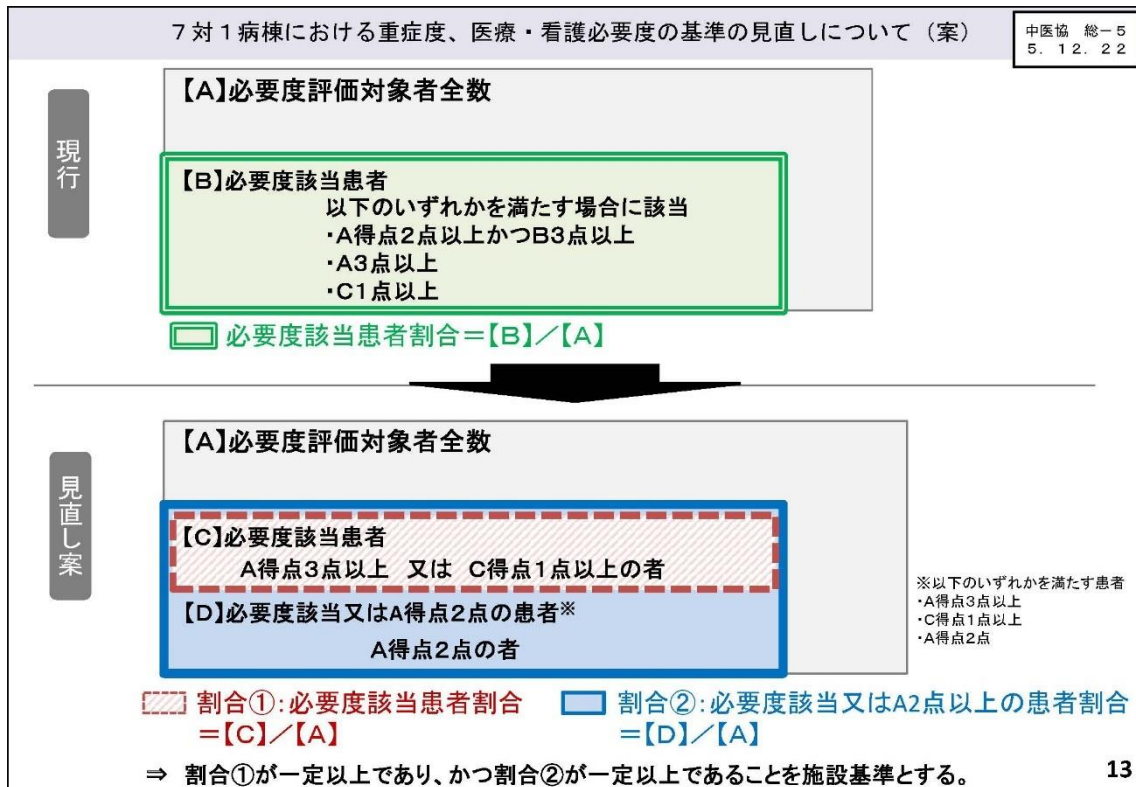 7対1病棟における重症度、医療・看護必要度の基準の見直しについて（案）
中医協 総－5
5．12．22
現行
【A】必要度評価対象者全数
【B】必要度該当患者
以下のいずれかを満たす場合に該当
・A得点2点以上かつB3点以上
・A3点以上
・C1点以上
必要度該当患者割合＝【B】／【A】
見直し案
【A】必要度評価対象者全数
【C】必要度該当患者
A得点3点以上 又は C得点1点以上の者
【D】必要度該当又はA得点2点の患者※
A得点2点の者
※以下のいずれかを満たす患者
・A得点3点以上
・C得点1点以上
・A得点2点
割合①：必要度該当患者割合
＝【C】／【A】
割合②：必要度該当又はA2点以上の患者割合
＝【D】／【A】
⇒ 割合①が一定以上であり、かつ割合②が一定以上であることを施設基準とする。
13